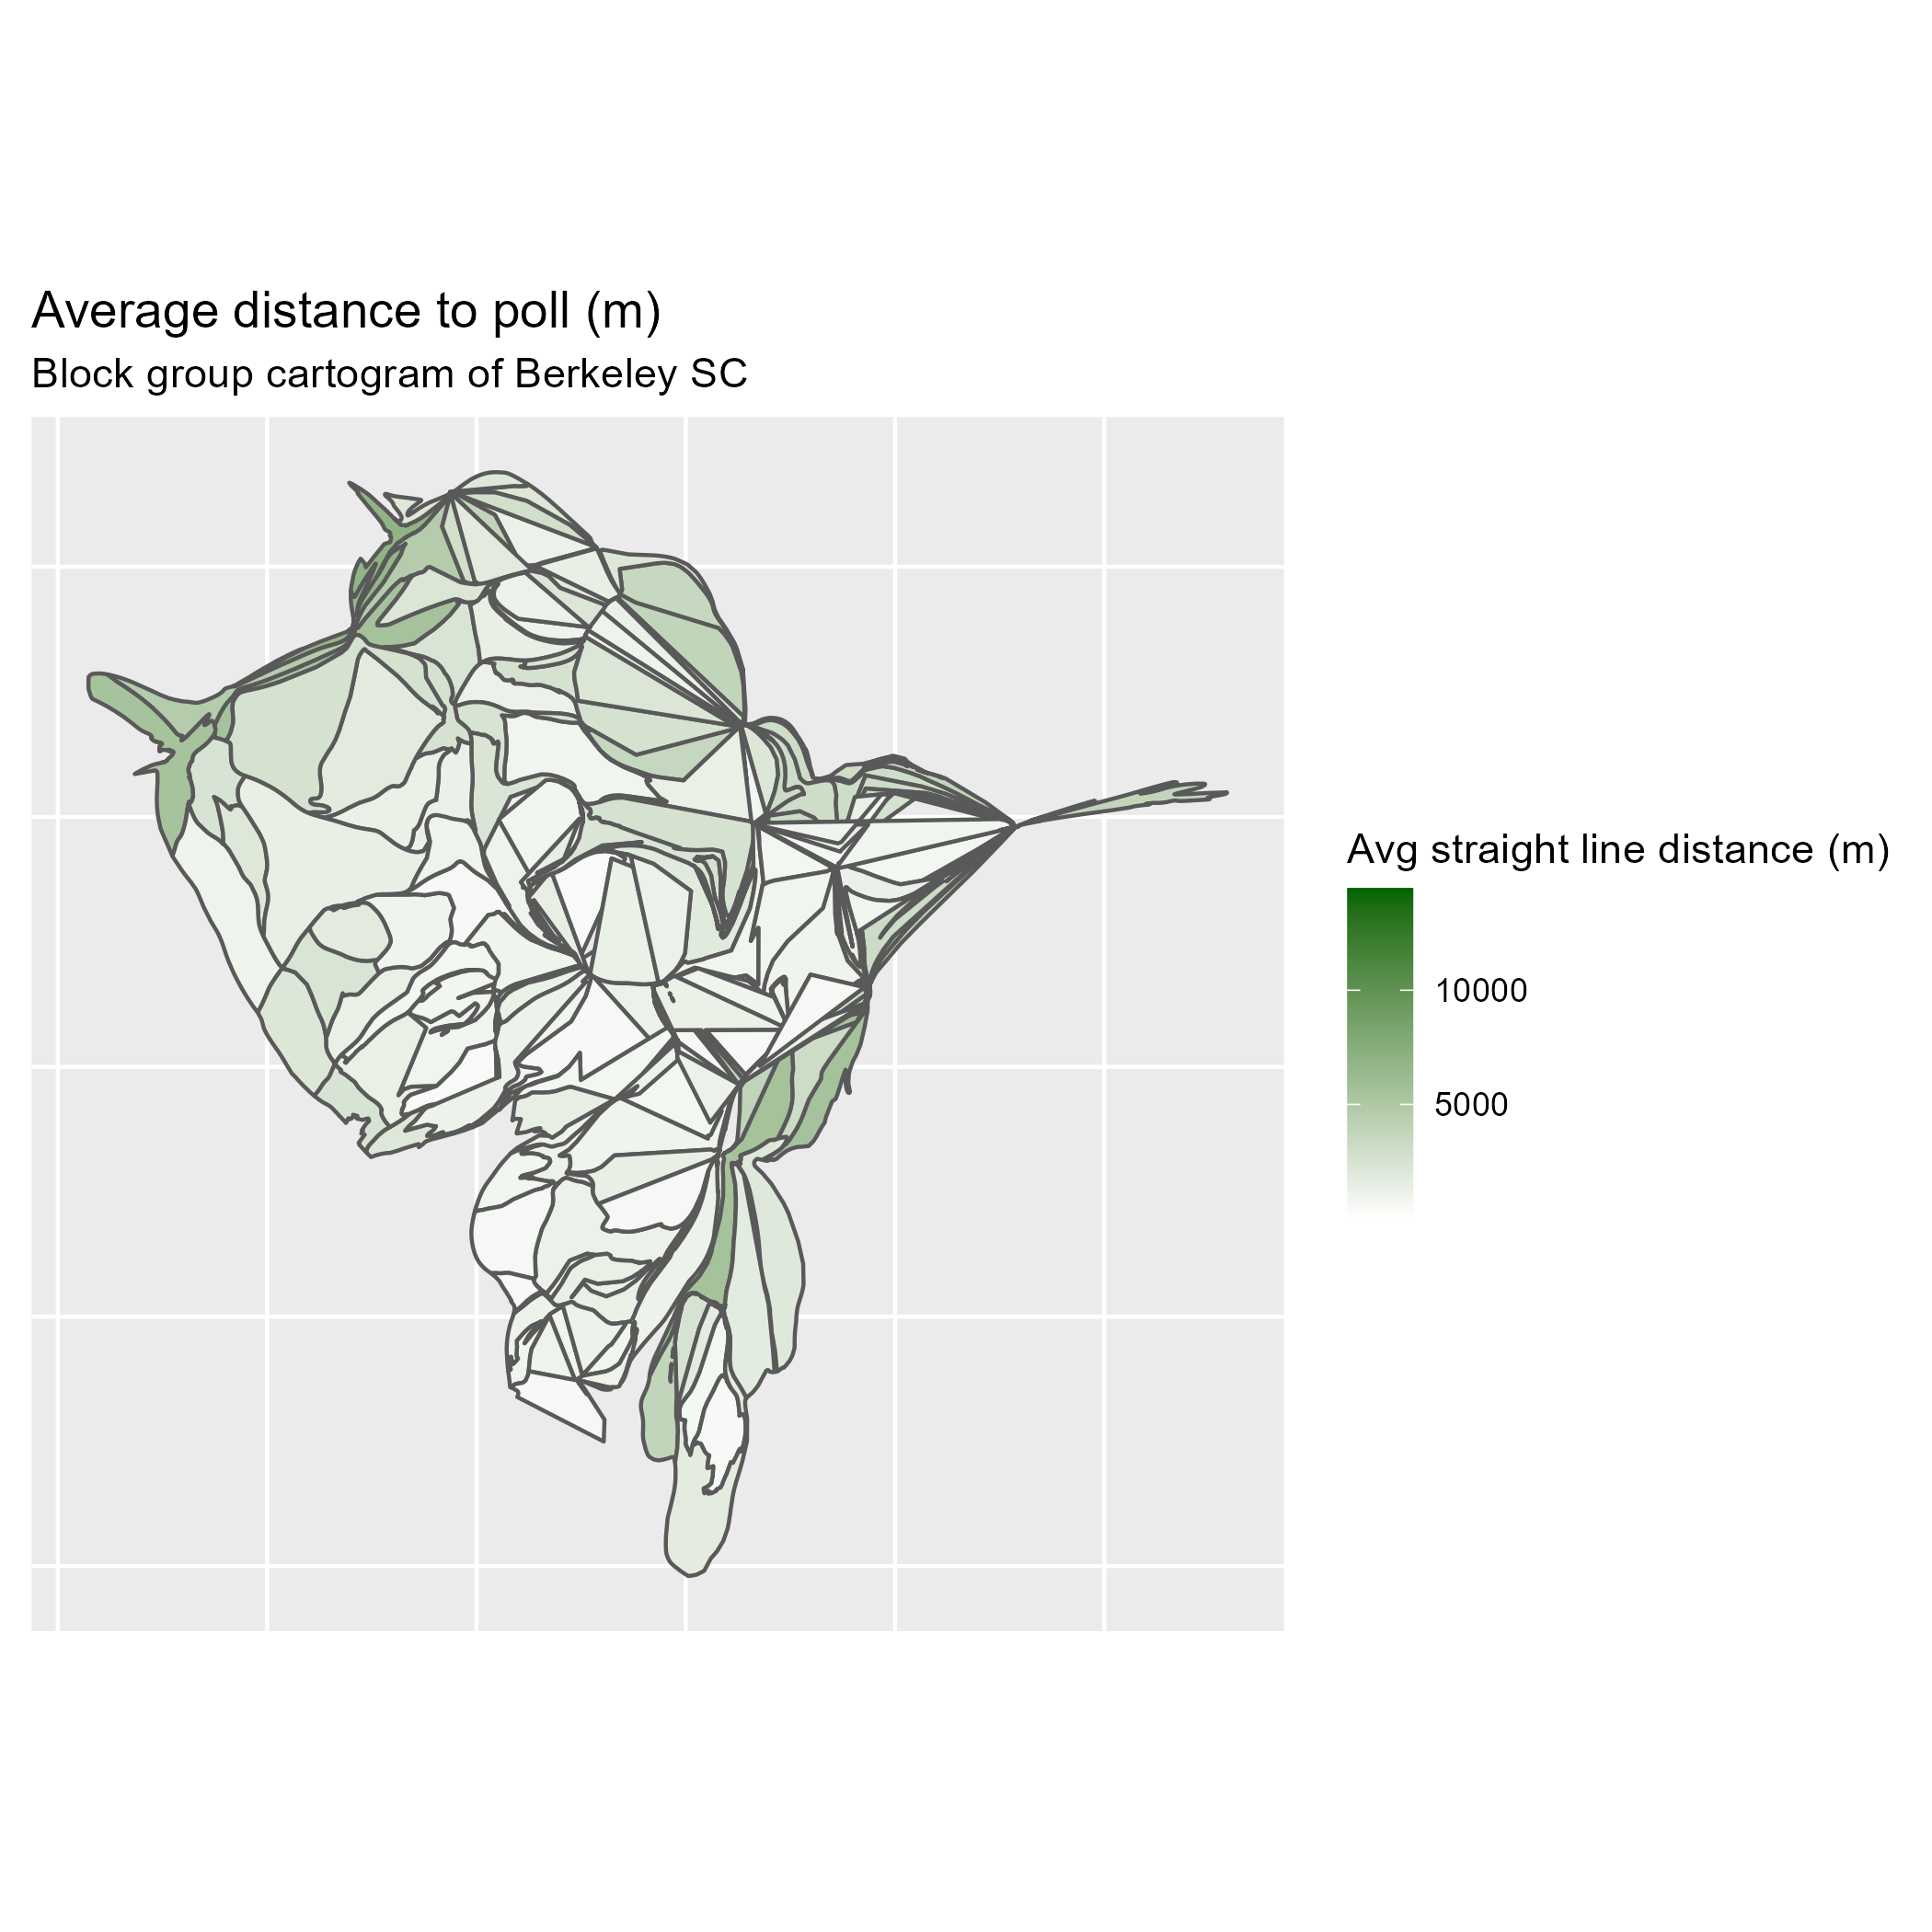 Average distance to poll (m)
Block group cartogram of Berkeley SC
Avg straight line distance (m)
10000
5000